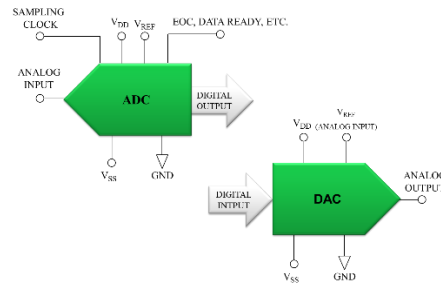 SAMPLING
CLOCK
VDD
VREF
EOC, DATA READY, ETC.
ANALOG
INPUT
ADC
DIGITAL
OUTPUT
VSS
GND
VREF
VDD (ANALOG INPUT)
DIGITAL
INTPUT
DAC
ANALOG
OUTPUT
VSS
GND